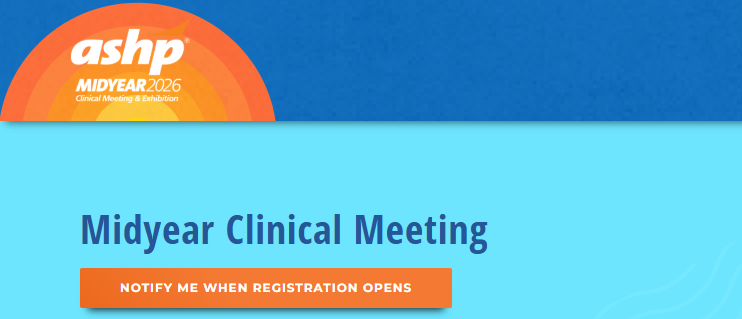 ashp®
MIDYEAR2026
Clinical Meeting & Exhibition
Midyear Clinical Meeting
NOTIFY ME WHEN REGISTRATION OPENS